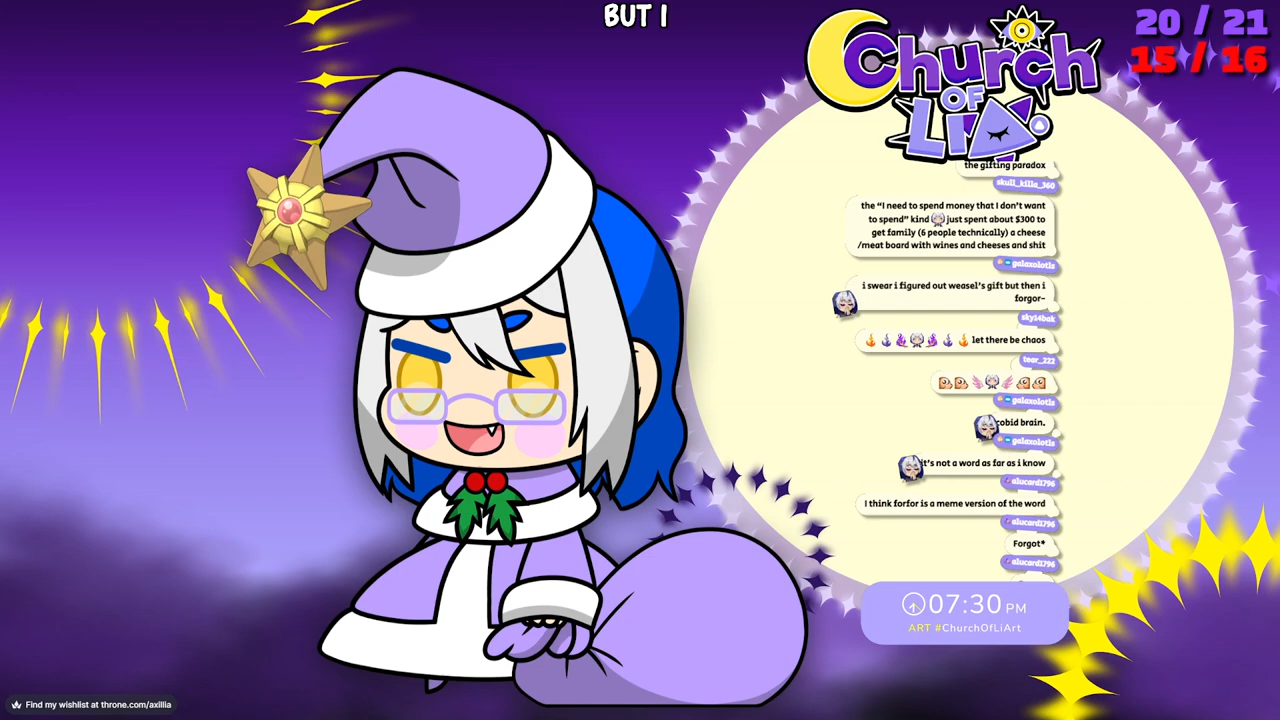 BUT I
Church
OF
LiA
20 / 21
15 / 16
the gifting paradox
skull_killa_360
the “I need to spend money that I don't want
to spend” kind just spent about $300 to
get family (6 people technically) a cheese
/meat board with wines and cheeses and shit
galaxolotls
i swear i figured out weasel's gift but then i
forgor-
sky14bak
let there be chaos
tnar_222
galaxolotls
cobid brain.
galaxolotls
it's not a word as far as i know
alucard1796
I think forfor is a meme version of the word
alucard1796
Forgot*
alucard1796
07:30 PM
ART #ChurchOfLiArt
Find my wishlist at throne.com/axillia